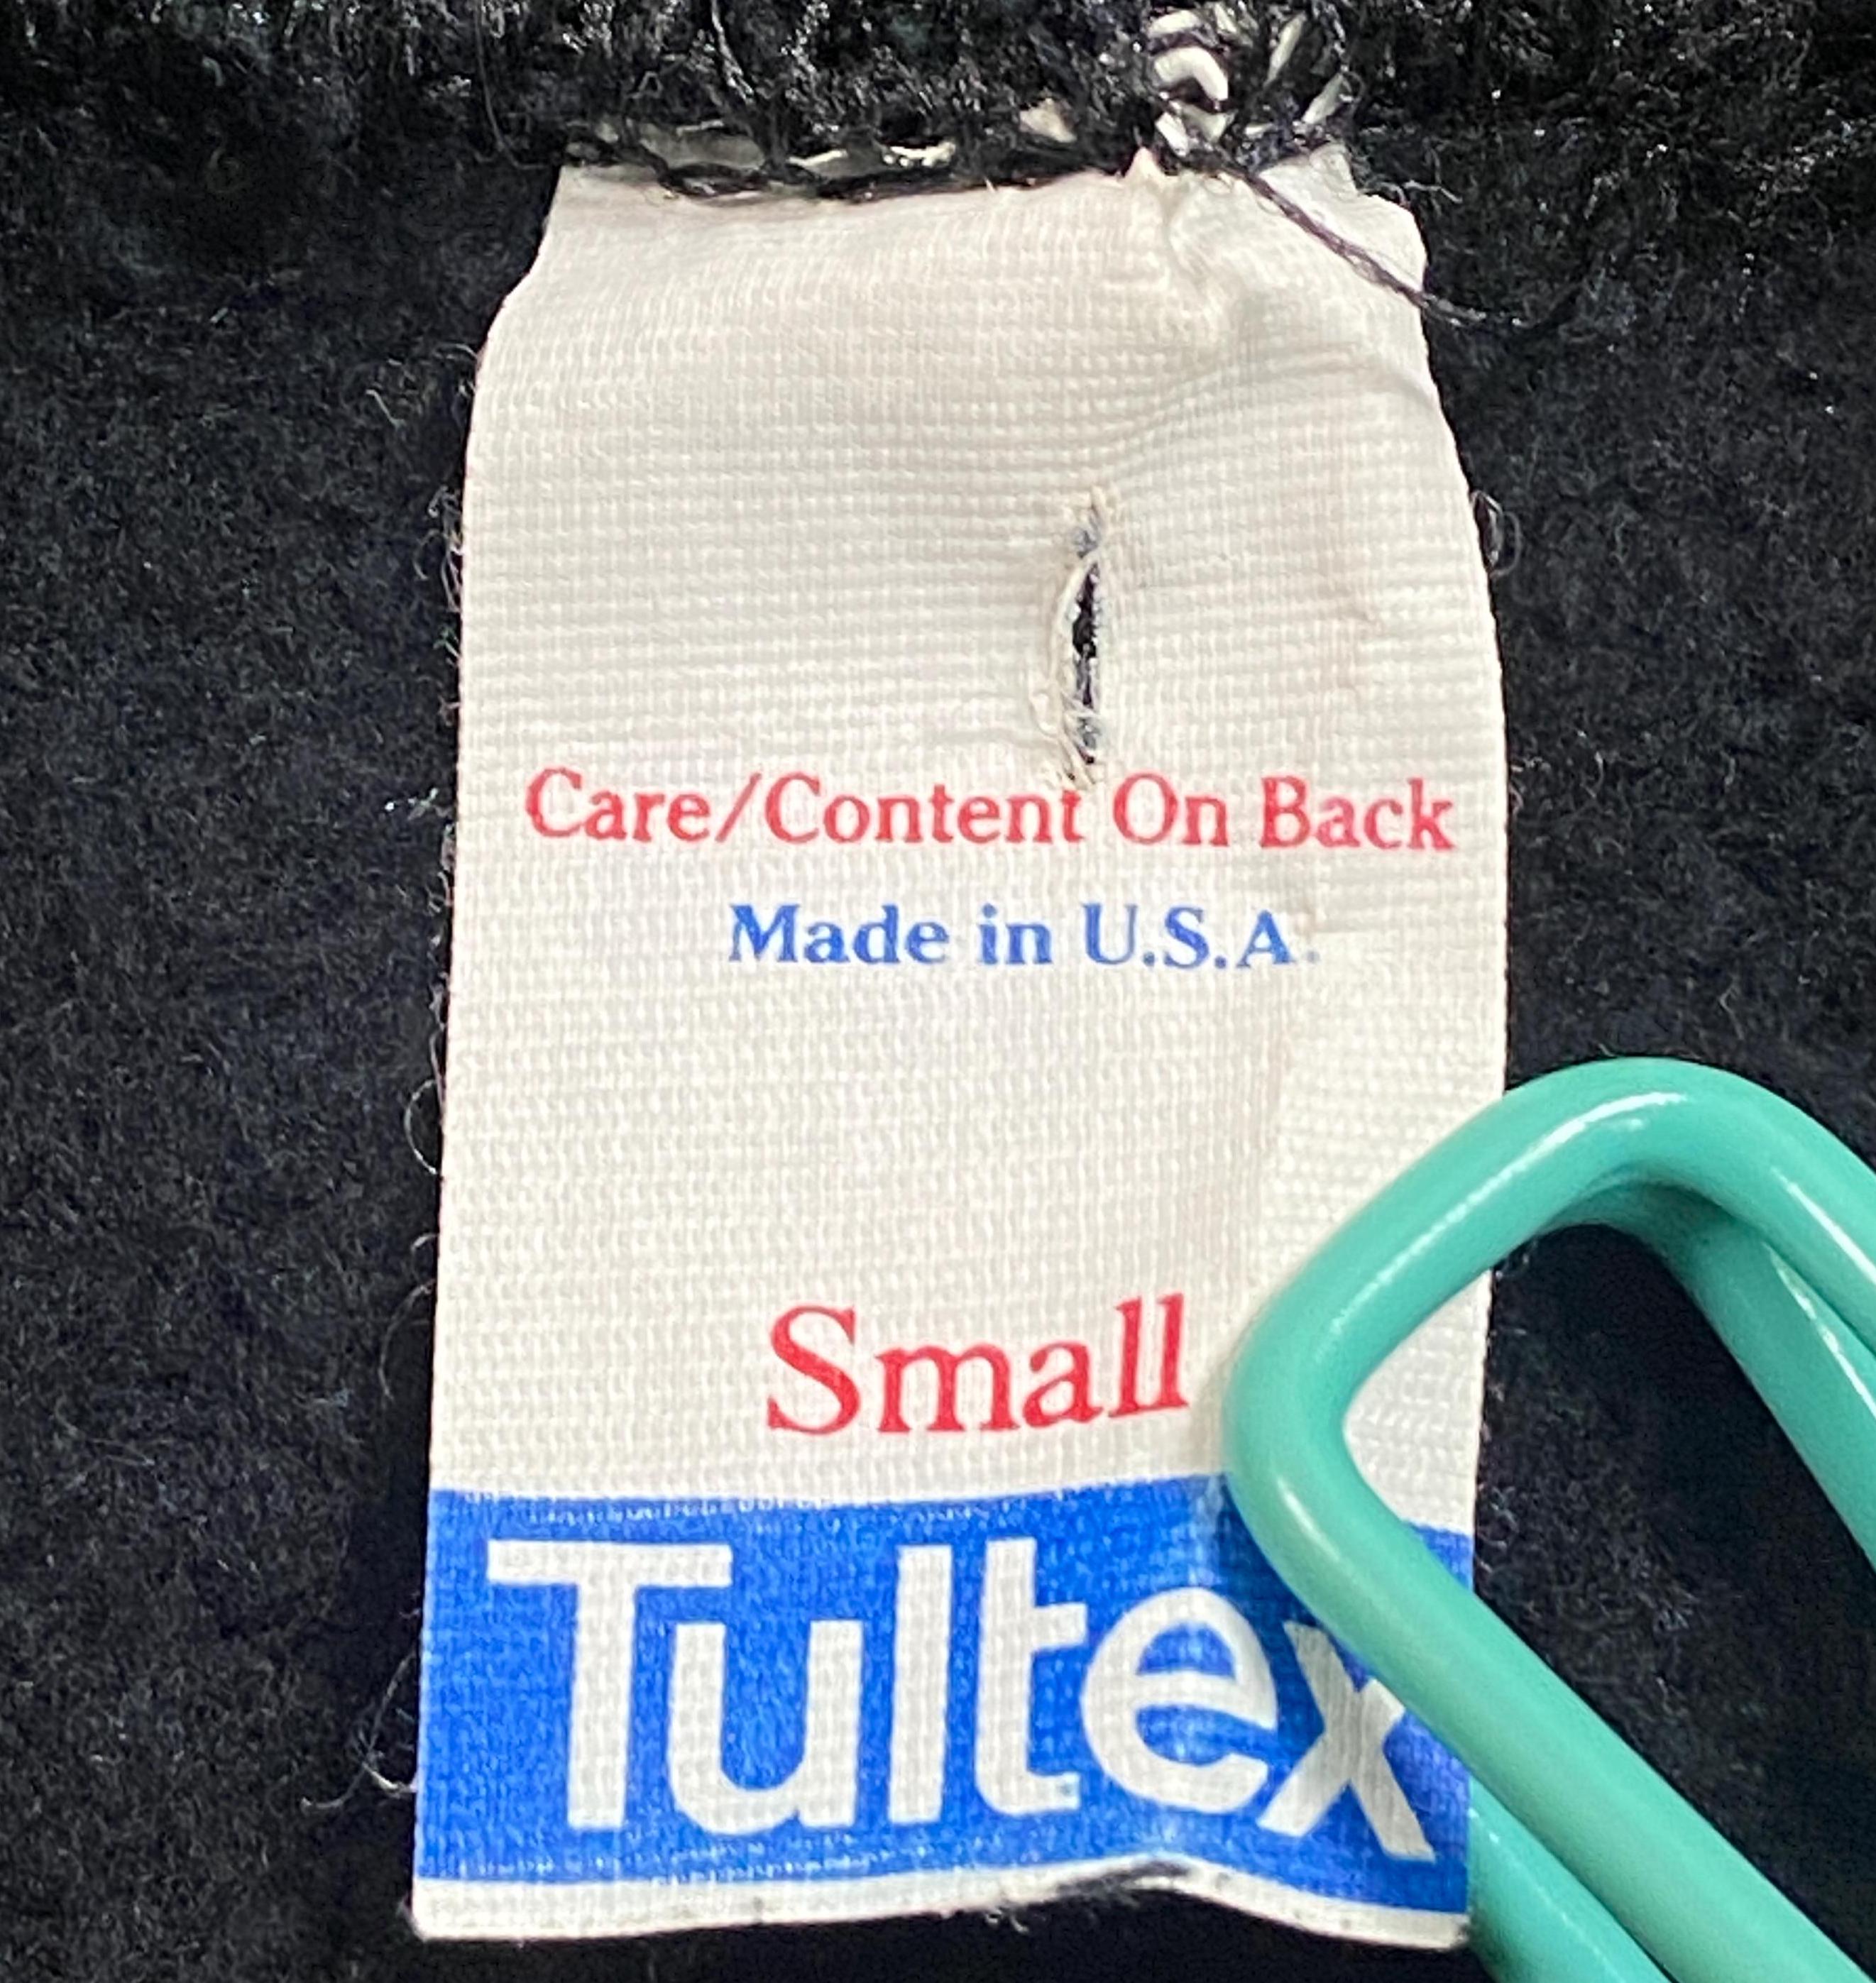 Care/Content On Back
Made in U.S.A.
Small
Tultex